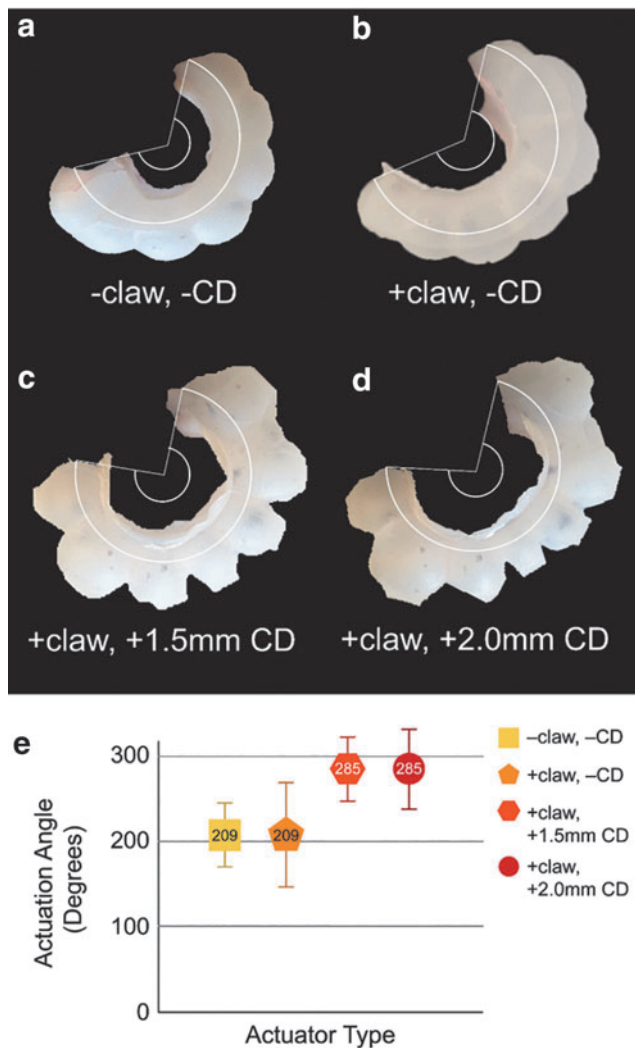 a
b
-claw, -CD
+claw, -CD
c
d
+claw, +1.5mm CD
+claw, +2.0mm CD
e
300
200
100
0
Actuation Angle
(Degrees)
209
209
285
285
Actuator Type
–claw, –CD
+claw, –CD
+claw,
+1.5mm CD
+claw,
+2.0mm CD